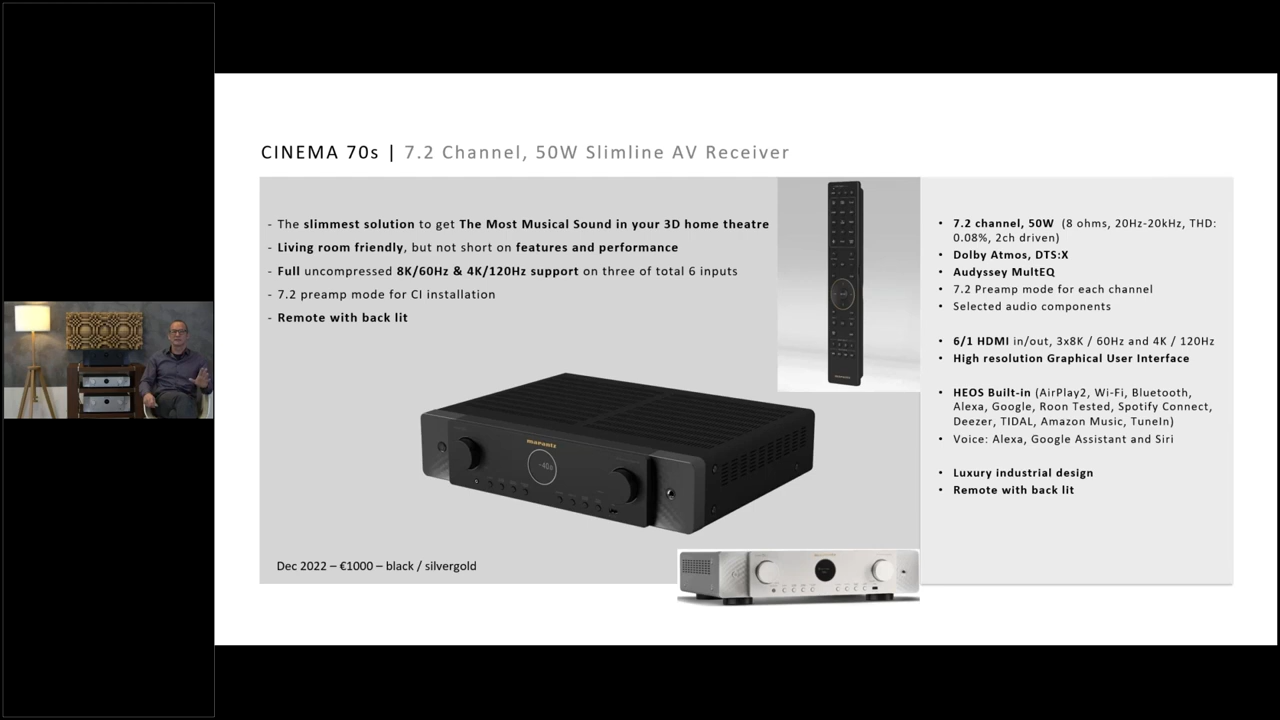 CINEMA 70s | 7.2 Channel, 50W Slimline AV Receiver
- The slimmest solution to get The Most Musical Sound in your 3D home theatre
- Living room friendly, but not short on features and performance
- Full uncompressed 8K/60Hz & 4K/120Hz support on three of total 6 inputs
- 7.2 preamp mode for CI installation
- Remote with back lit
marantz
Dec 2022 – €1000 – black / silvergold
• 7.2 channel, 50W (8 ohms, 20Hz-20kHz, THD:
0.08%, 2ch driven)
• Dolby Atmos, DTS:X
• Audyssey MultEQ
• 7.2 Preamp mode for each channel
• Selected audio components
• 6/1 HDMI in/out, 3x8K / 60Hz and 4K / 120Hz
• High resolution Graphical User Interface
• HEOS Built-in (AirPlay2, Wi-Fi, Bluetooth,
Alexa, Google, Roon Tested, Spotify Connect,
Deezer, TIDAL, Amazon Music, TuneIn)
• Voice: Alexa, Google Assistant and Siri
• Luxury industrial design
• Remote with back lit